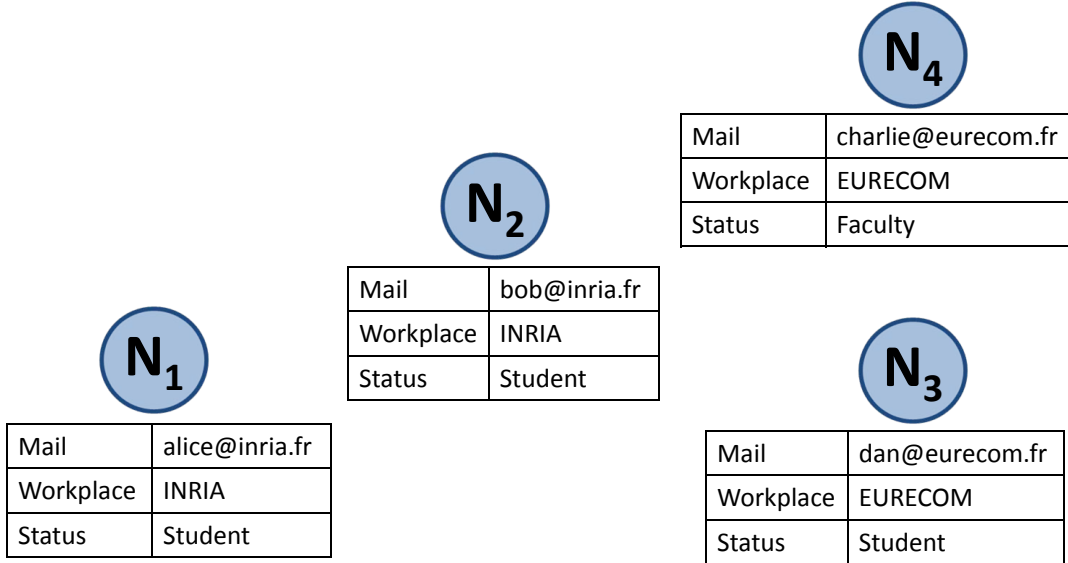 N4
Mail charlie@eurecom.fr
Workplace EURECOM
Status Faculty
N2
Mail bob@inria.fr
Workplace INRIA
Status Student
N1
Mail alice@inria.fr
Workplace INRIA
Status Student
N3
Mail dan@eurecom.fr
Workplace EURECOM
Status Student